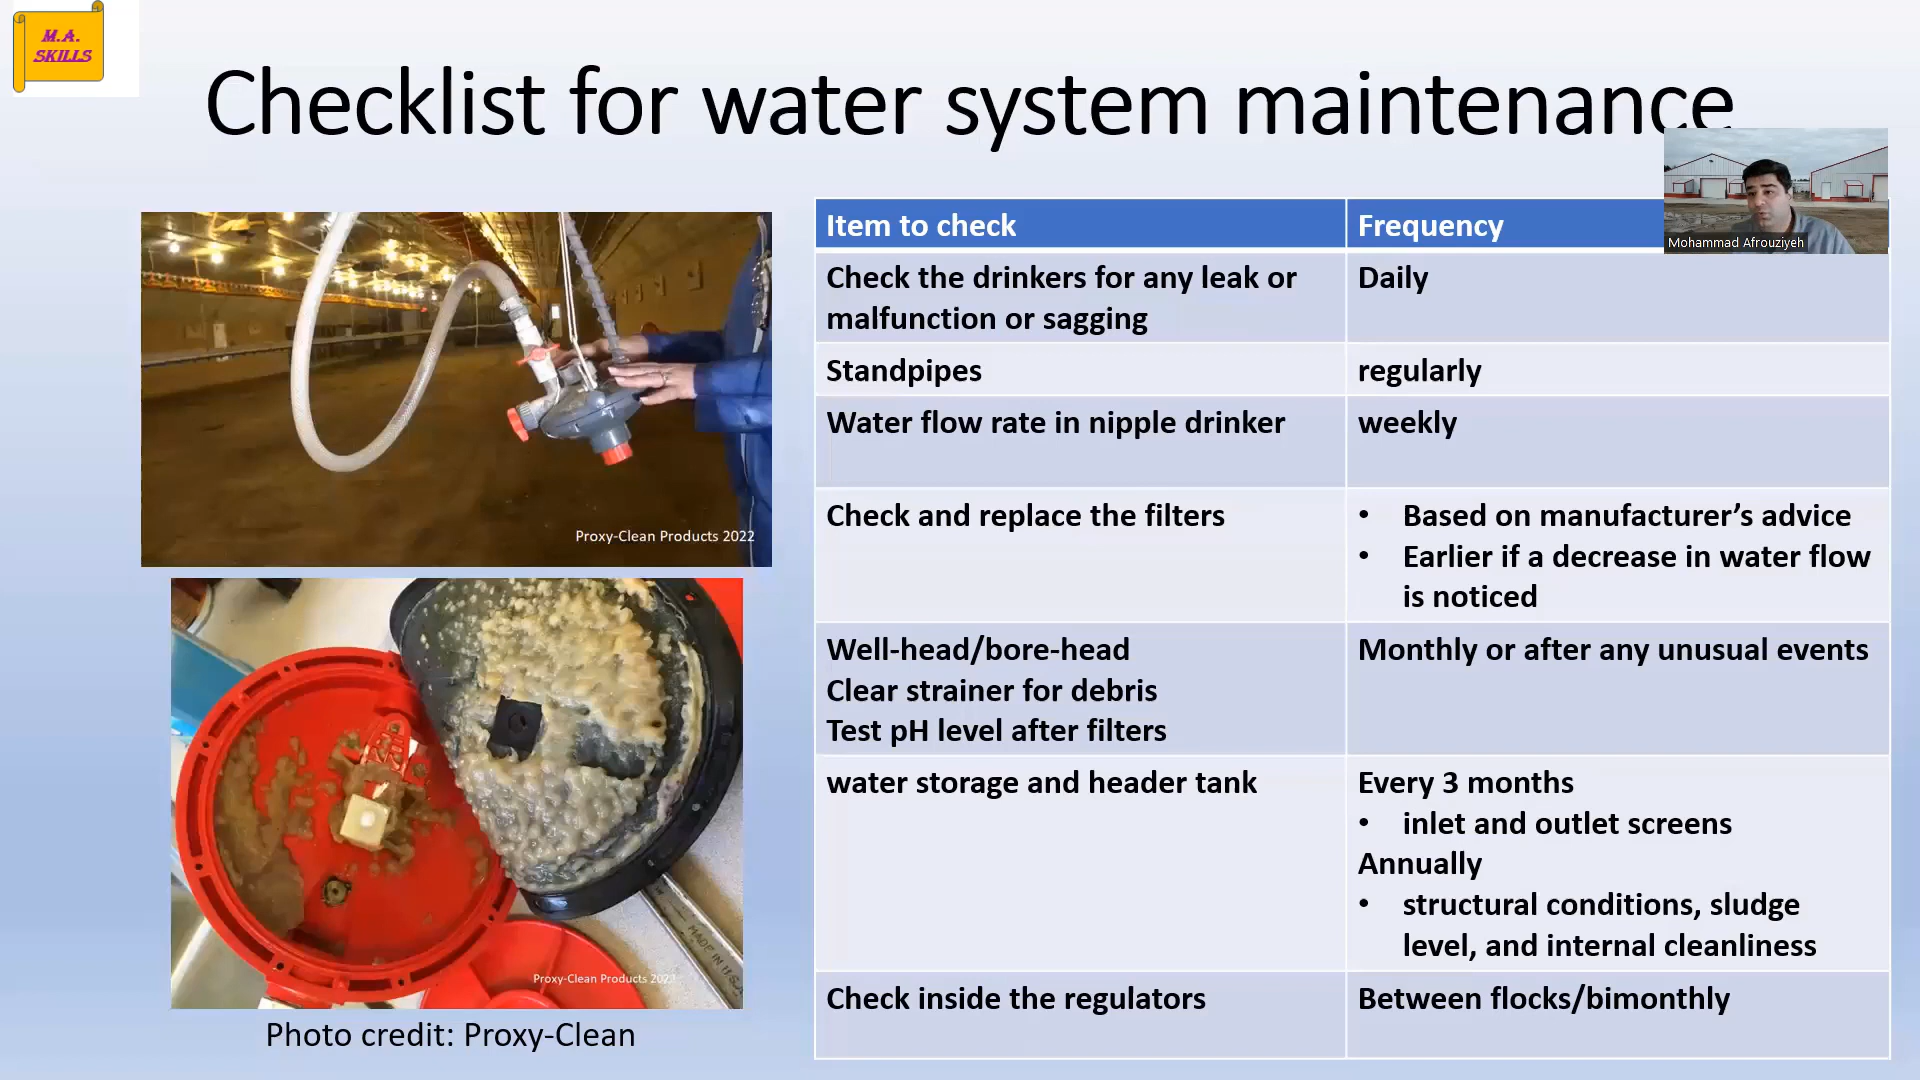 M.A.
SKILLS
Checklist for water system maintenance
Mohammad Afrouziyeh
Item to check
Frequency
Check the drinkers for any leak or
malfunction or sagging
Daily
Standpipes
regularly
Water flow rate in nipple drinker
weekly
Check and replace the filters
• Based on manufacturer’s advice
• Earlier if a decrease in water flow
is noticed
Well-head/bore-head
Clear strainer for debris
Test pH level after filters
Monthly or after any unusual events
water storage and header tank
Every 3 months
• inlet and outlet screens
Annually
• structural conditions, sludge
level, and internal cleanliness
Check inside the regulators
Between flocks/bimonthly
Proxy-Clean Products 2022
MADE IN U.S.A
Proxy-Clean Products 2022
Photo credit: Proxy-Clean